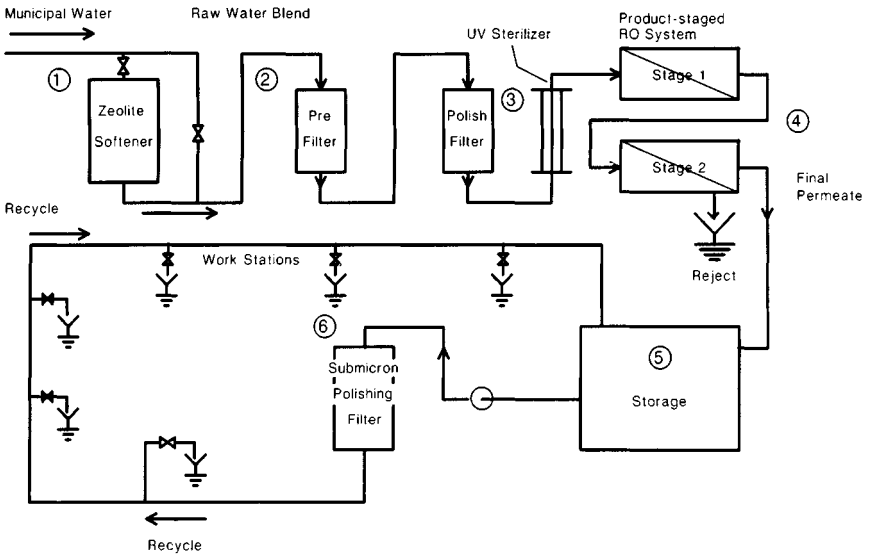 Municipal Water
Raw Water Blend
Product-staged
RO System
UV Sterilizer
①
Zeolite
Softener
②
Pre
Filter
Polish
Filter
③
Stage 1
④
Stage 2
Final
Permeate
Reject
Recycle
Work Stations
⑥
Submicron
Polishing
Filter
⑤
Storage
Recycle